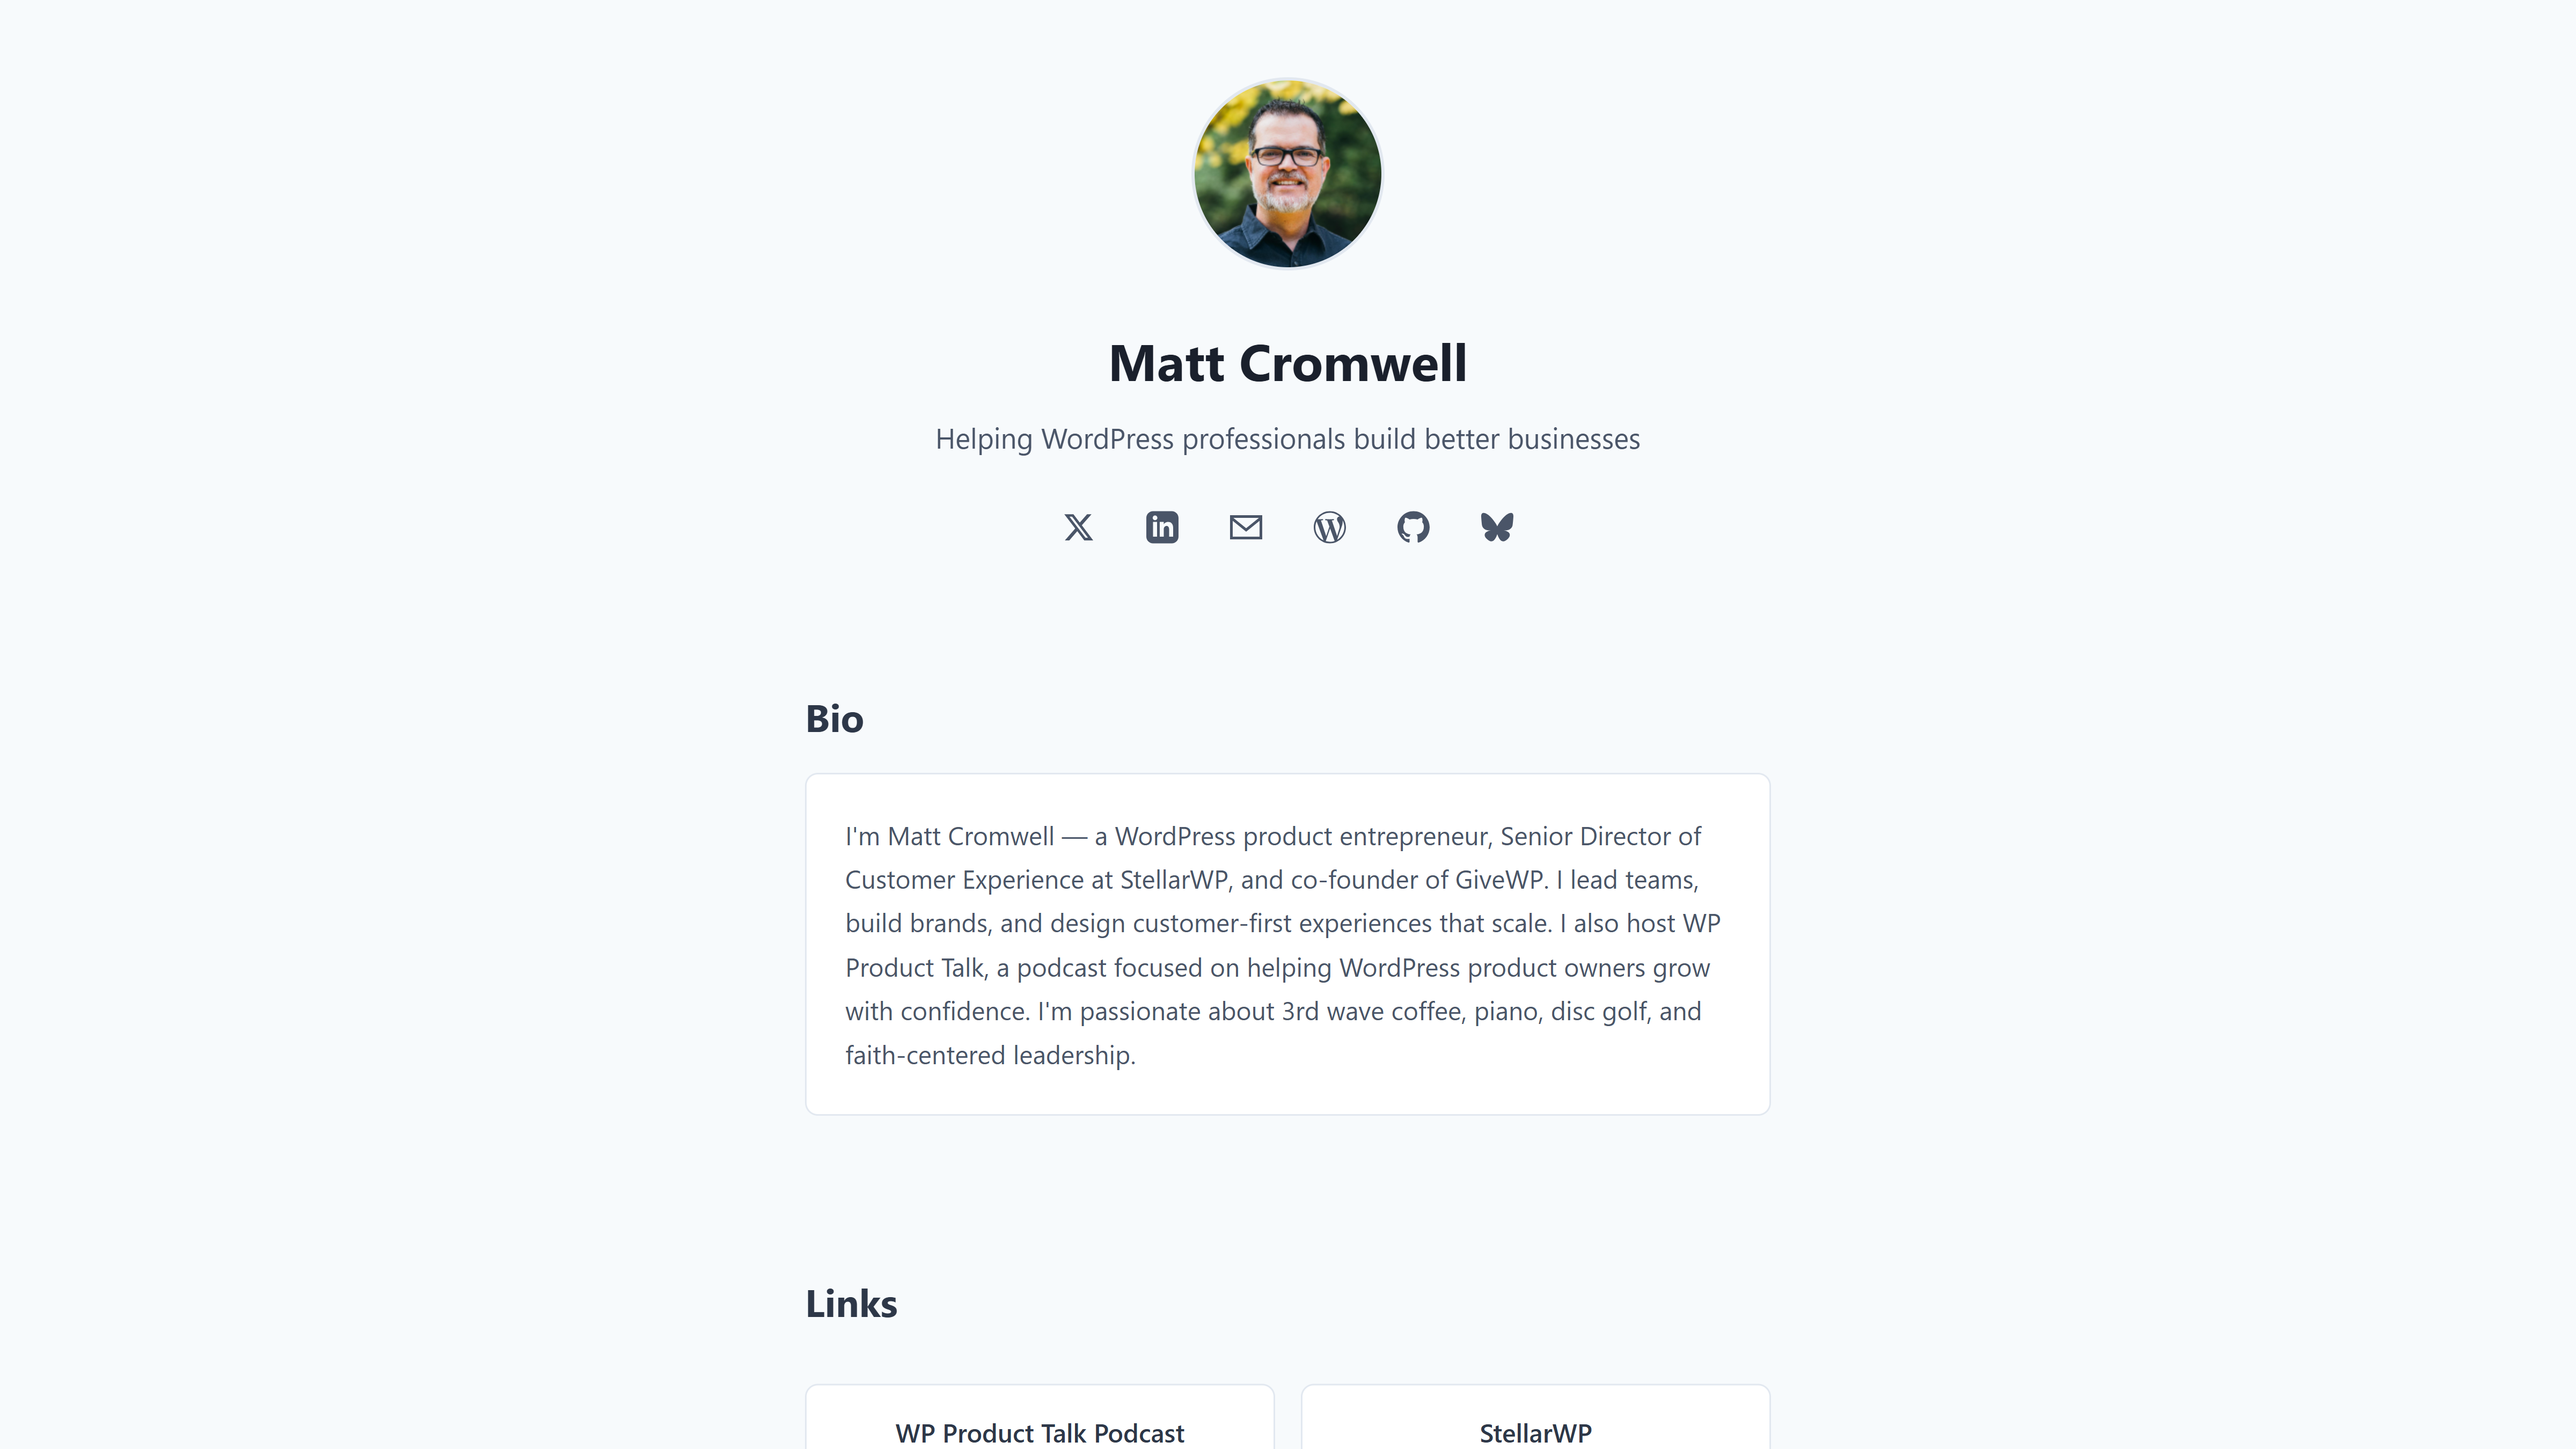 Matt Cromwell
Helping WordPress professionals build better businesses
Bio
I'm Matt Cromwell — a WordPress product entrepreneur, Senior Director of
Customer Experience at StellarWP, and co-founder of GiveWP. I lead teams,
build brands, and design customer-first experiences that scale. I also host WP
Product Talk, a podcast focused on helping WordPress product owners grow
with confidence. I'm passionate about 3rd wave coffee, piano, disc golf, and
faith-centered leadership.
Links
WP Product Talk Podcast
StellarWP